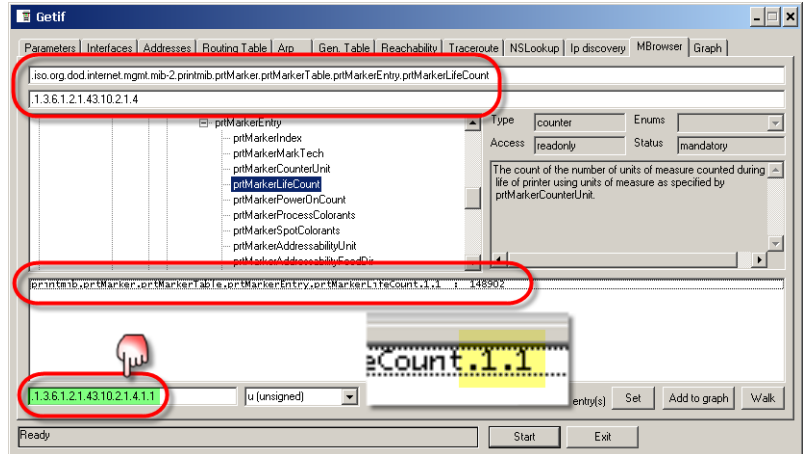 Getif
Parameters Interfaces Addresses Routing Table Arp Gen. Table Reachability Traceroute NSLookup Ip discovery MBrowser Graph
.iso.org.dod.internet.mgmt.mib-2.printmib.prtMarker.prtMarkerTable.prtMarkerEntry.prtMarkerLifeCount
.1.3.6.1.2.1.43.10.2.1.4
prtMarkerEntry
prtMarkerIndex
prtMarkerMarkTech
prtMarkerCounterUnit
prtMarkerLifeCount
prtMarkerPowerOnCount
prtMarkerProcessColorants
prtMarkerSpotColorants
prtMarkerAddressabilityUnit
prtMarkerAddressabilityFeedDir
Type counter Enums
Access readonly Status mandatory
The count of the number of units of measure counted during
life of printer using units of measure as specified by
prtMarkerCounterUnit.
printmib.prtMarker.prtMarkerTable.prtMarkerEntry.prtMarkerLifeCount.1.1 : 148902
eCount.1.1
.1.3.6.1.2.1.43.10.2.1.4.1.1 u (unsigned) entry(s) Set Add to graph Walk
Ready Start Exit